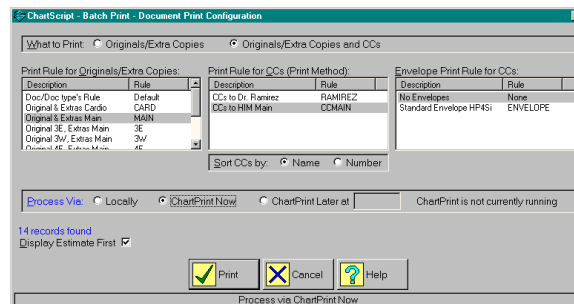 ChartScript - Batch Print - Document Print Configuration
What to Print: Originals/Extra Copies Originals/Extra Copies and CCs
Print Rule for Originals/Extra Copies: Print Rule for CCs (Print Method): Envelope Print Rule for CCs:
Description Rule Description Rule Description Rule
Doc/Doc type's Rule Default CCs to Dr. Ramirez RAMIREZ No Envelopes None
Original & Extras Cardio CARD CCs to HIM Main CCMAIN Standard Envelope HP4Si ENVELOPE
Original & Extras Main MAIN
Original 3E, Extras Main 3E
Original 3W, Extras Main 3W
Original 4E, Extras Main 4E
Sort CCs by: Name Number
Process Via: Locally ChartPrint Now ChartPrint Later at ChartPrint is not currently running
14 records found
Display Estimate First
Print Cancel Help
Process via ChartPrint Now